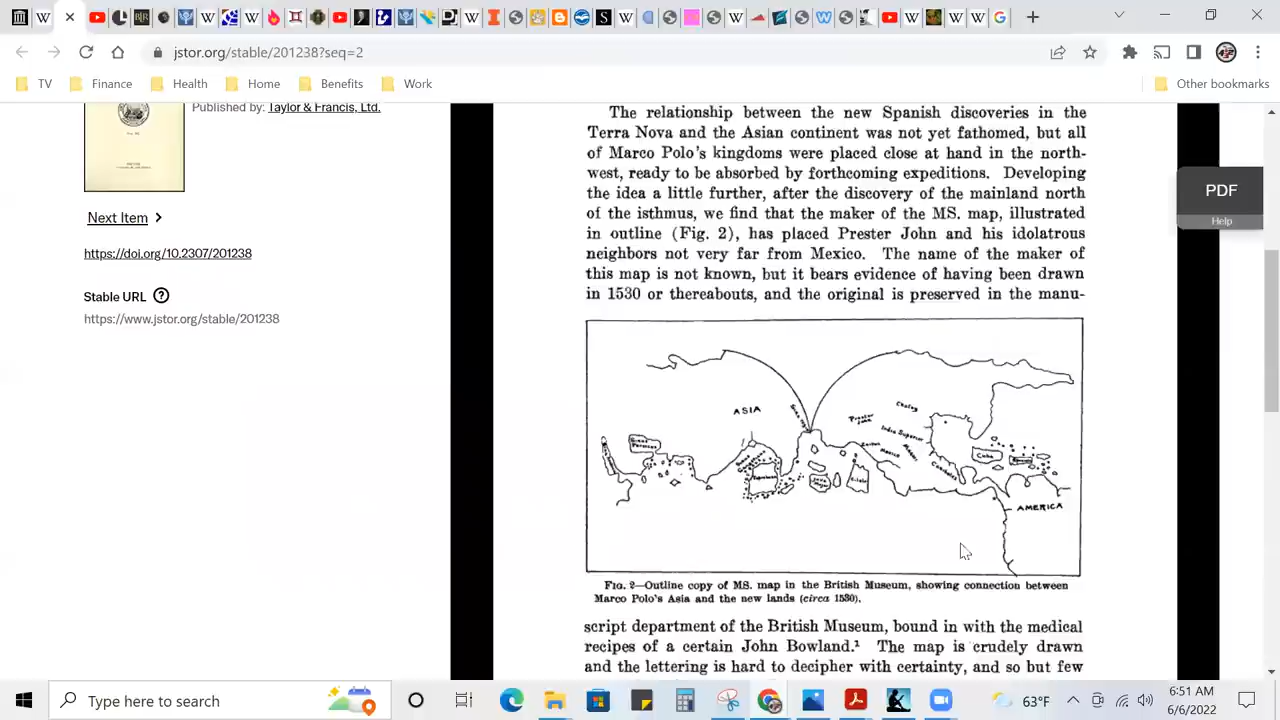 jstor.org/stable/201238?seq=2
TV
Finance
Health
Home
Benefits
Work
Other bookmarks
Published by: Taylor & Francis, Ltd.
Next Item
https://doi.org/10.2307/201238
Stable URL
https://www.jstor.org/stable/201238
The relationship between the new Spanish discoveries in the
Terra Nova and the Asian continent was not yet fathomed, but all
of Marco Polo's kingdoms were placed close at hand in the north-
west, ready to be absorbed by forthcoming expeditions. Developing
the idea a little further, after the discovery of the mainland north
of the isthmus, we find that the maker of the MS. map, illustrated
in outline (Fig. 2), has placed Prester John and his idolatrous
neighbors not very far from Mexico. The name of the maker of
this map is not known, but it bears evidence of having been drawn
in 1530 or thereabouts, and the original is preserved in the manu-
ASIA
Prester
John
Cathay
India Superior
Mexico
Cuba
AMERICA
FIG. 2—Outline copy of MS. map in the British Museum, showing connection between
Marco Polo's Asia and the new lands (circa 1530).
script department of the British Museum, bound in with the medical
recipes of a certain John Bowland.¹ The map is crudely drawn
and the lettering is hard to decipher with certainty, and so but few
PDF
Help
Type here to search
63°F
6:51 AM
6/6/2022